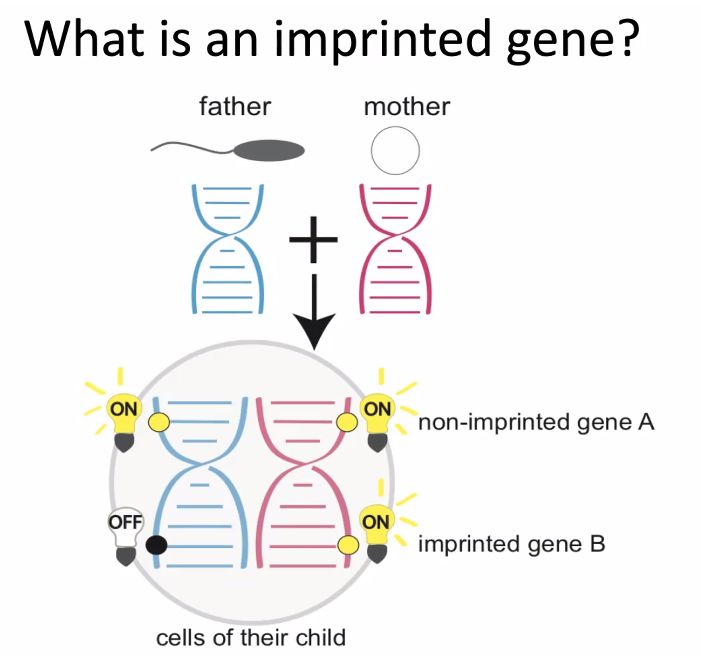 What is an imprinted gene?
father mother
ON ON non-imprinted gene A
OFF ON imprinted gene B
cells of their child